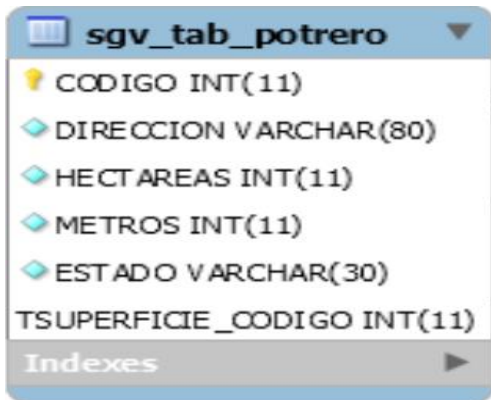 sgv_tab_potrero
CODIGO INT(11)
DIRECCION VARCHAR(80)
HECTAREAS INT(11)
METROS INT(11)
ESTADO VARCHAR(30)
TSUPERFICIE_CODIGO INT(11)
Indexes